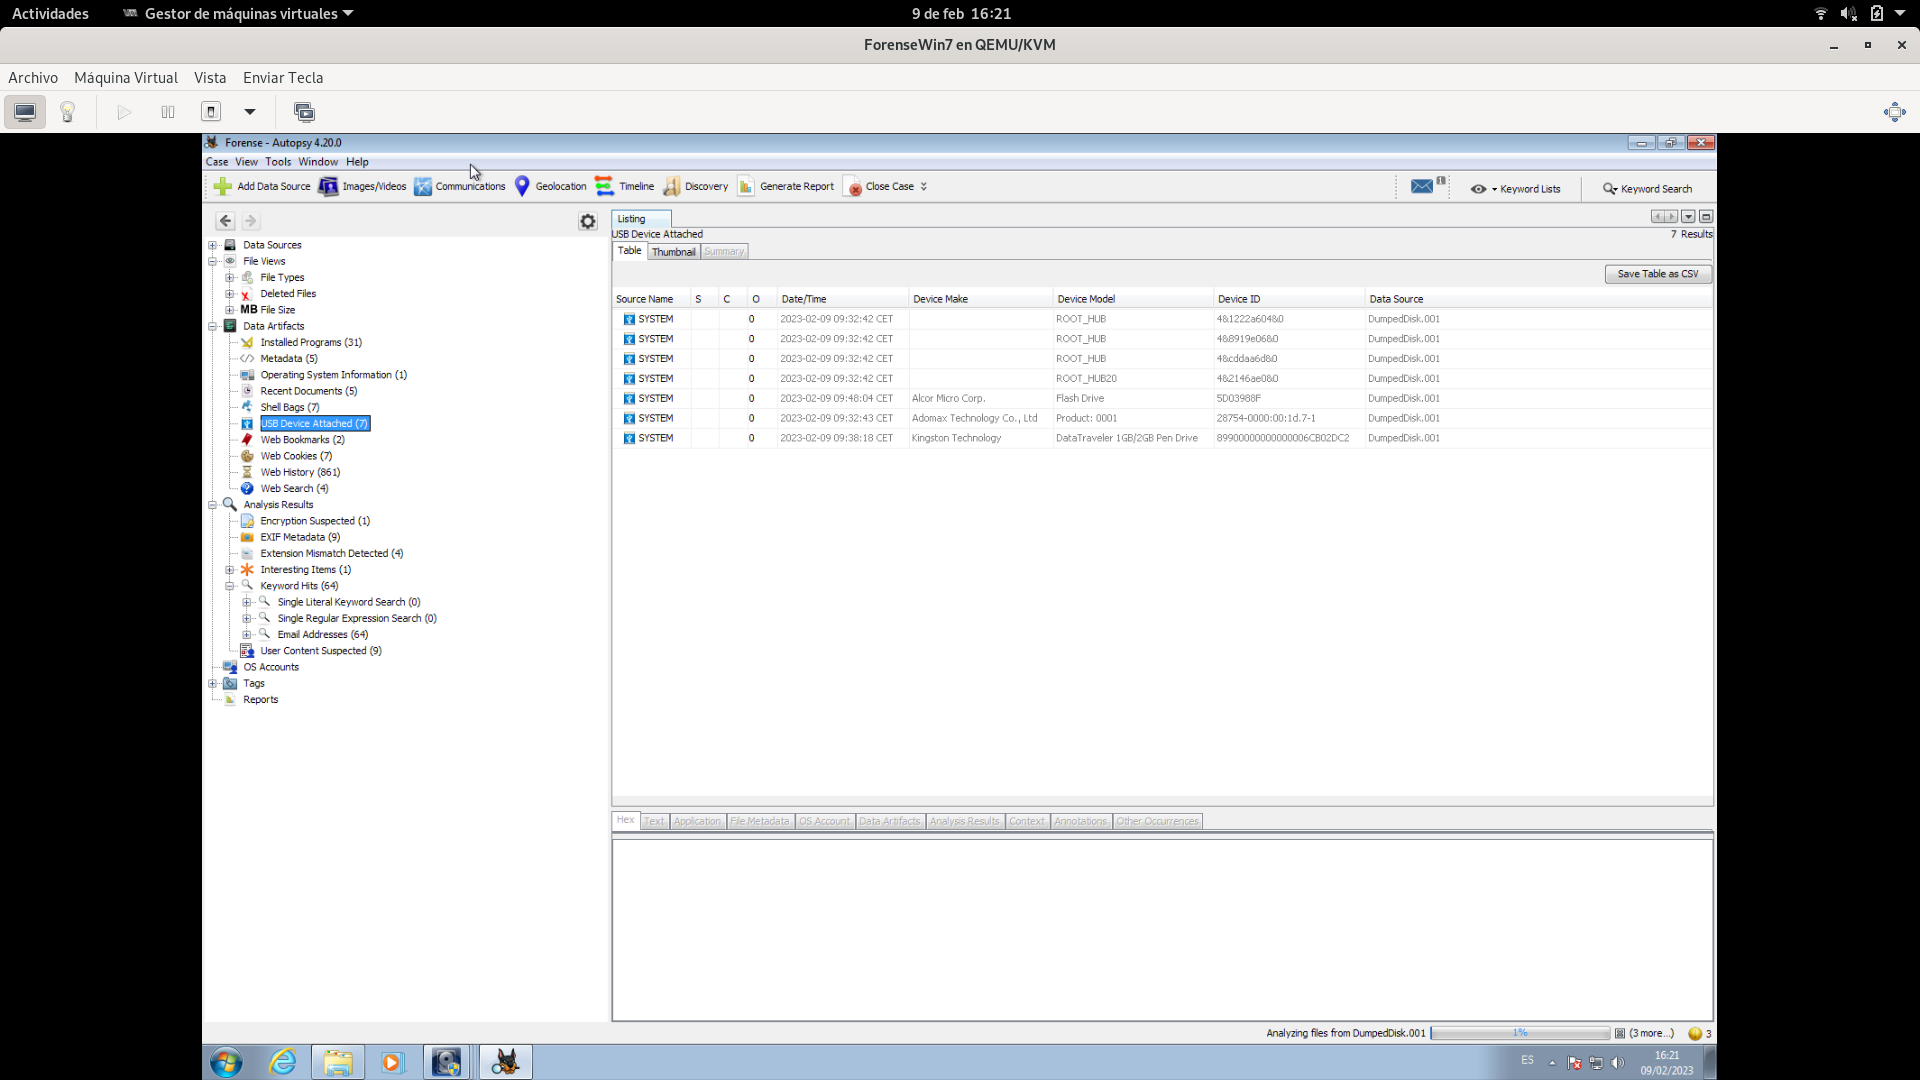 Actividades Gestor de máquinas virtuales 9 de feb 16:21
ForenseWin7 en QEMU/KVM
Archivo Máquina Virtual Vista Enviar Tecla
Forense - Autopsy 4.20.0
Case View Tools Window Help
Add Data Source Images/Videos Communications Geolocation Timeline Discovery Generate Report Close Case 1 Keyword Lists Keyword Search
Data Sources
File Views
File Types
Deleted Files
MB File Size
Data Artifacts
Installed Programs (31)
Metadata (5)
Operating System Information (1)
Recent Documents (5)
Shell Bags (7)
USB Device Attached (7)
Web Bookmarks (2)
Web Cookies (7)
Web History (861)
Web Search (4)
Analysis Results
Encryption Suspected (1)
EXIF Metadata (9)
Extension Mismatch Detected (4)
Interesting Items (1)
Keyword Hits (64)
Single Literal Keyword Search (0)
Single Regular Expression Search (0)
Email Addresses (64)
User Content Suspected (9)
OS Accounts
Tags
Reports
Listing
USB Device Attached 7 Results
Table Thumbnail Summary
Save Table as CSV
Source Name S C O Date/Time Device Make Device Model Device ID Data Source
SYSTEM 0 2023-02-09 09:32:42 CET ROOT_HUB 4&1222a604&0 DumpedDisk.001
SYSTEM 0 2023-02-09 09:32:42 CET ROOT_HUB 4&8919e06&0 DumpedDisk.001
SYSTEM 0 2023-02-09 09:32:42 CET ROOT_HUB 4&cddaa6d&0 DumpedDisk.001
SYSTEM 0 2023-02-09 09:32:42 CET ROOT_HUB20 4&2146ae0&0 DumpedDisk.001
SYSTEM 0 2023-02-09 09:48:04 CET Alcor Micro Corp. Flash Drive 5D03988F DumpedDisk.001
SYSTEM 0 2023-02-09 09:32:43 CET Adomax Technology Co., Ltd Product: 0001 28754-0000:00:1d.7-1 DumpedDisk.001
SYSTEM 0 2023-02-09 09:38:18 CET Kingston Technology DataTraveler 1GB/2GB Pen Drive 89900000000000006CB02DC2 DumpedDisk.001
Hex Text Application File Metadata OS Account Data Artifacts Analysis Results Context Annotations Other Occurrences
Analyzing files from DumpedDisk.001 1% (3 more...) 3
ES 16:21
09/02/2023